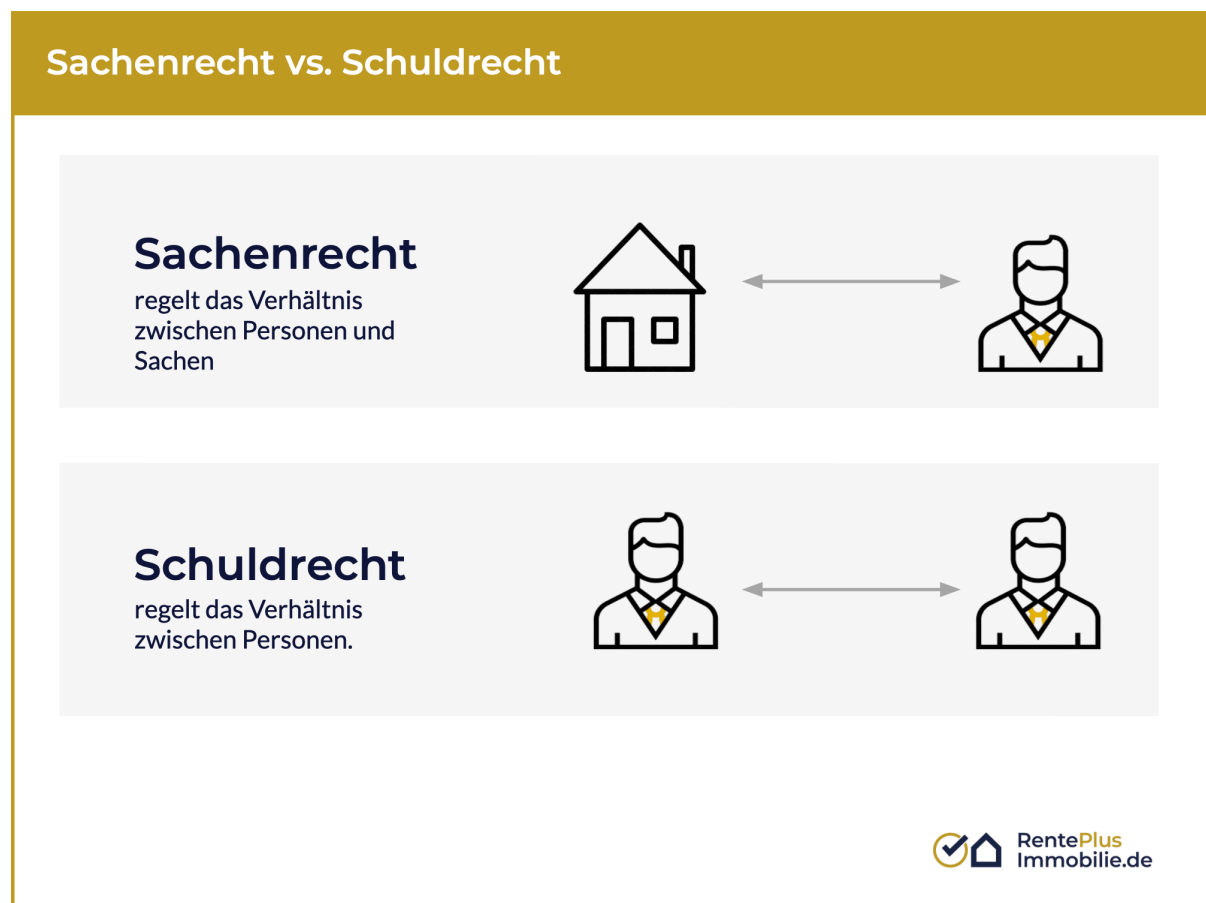 Sachenrecht vs. Schuldrecht
Sachenrecht
regelt das Verhältnis
zwischen Personen und
Sachen
Schuldrecht
regelt das Verhältnis
zwischen Personen.
RentePlus
Immobilie.de